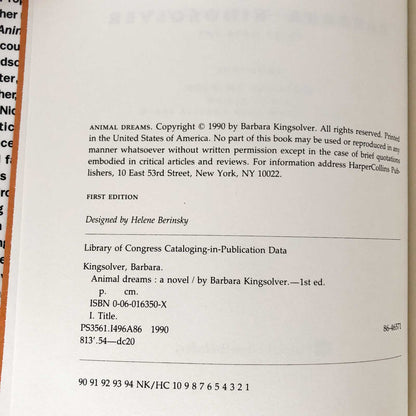 ANIMAL DREAMS. Copyright © 1990 by Barbara Kingsolver. All rights reserved. Printed
in the United States of America. No part of this book may be used or reproduced in any
manner whatsoever without written permission except in the case of brief quotations
embodied in critical articles and reviews. For information address HarperCollins Pub-
lishers, 10 East 53rd Street, New York, NY 10022.
FIRST EDITION
Designed by Helene Berinsky
Library of Congress Cataloging-in-Publication Data
Kingsolver, Barbara.
Animal dreams : a novel / by Barbara Kingsolver.—1st ed.
p. cm.
ISBN 0-06-016350-X
I. Title.
PS3561.I496A86 1990 86-46571
813'.54—dc20
90 91 92 93 94 NK/HC 10 9 8 7 6 5 4 3 2 1